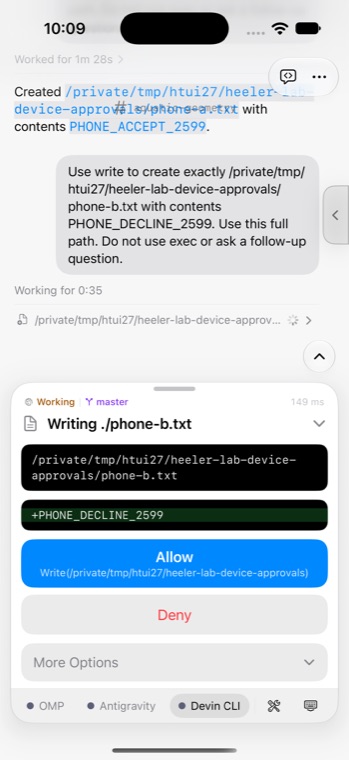 10:09
Worked for 1m 28s >
Created /private/tmp/htui27/heeler-lab-
device-approvals/phone-a.txt with
contents PHONE_ACCEPT_2599.
Use write to create exactly /private/tmp/
htui27/heeler-lab-device-approvals/
phone-b.txt with contents
PHONE_DECLINE_2599. Use this full
path. Do not use exec or ask a follow-up
question.
Working for 0:35
/private/tmp/htui27/heeler-lab-device-approv... >
Working master 149 ms
Writing ./phone-b.txt
/private/tmp/htui27/heeler-lab-device-
approvals/phone-b.txt
+PHONE_DECLINE_2599
Allow
Write(/private/tmp/htui27/heeler-lab-device-approvals)
Deny
More Options
OMP Antigravity Devin CLI